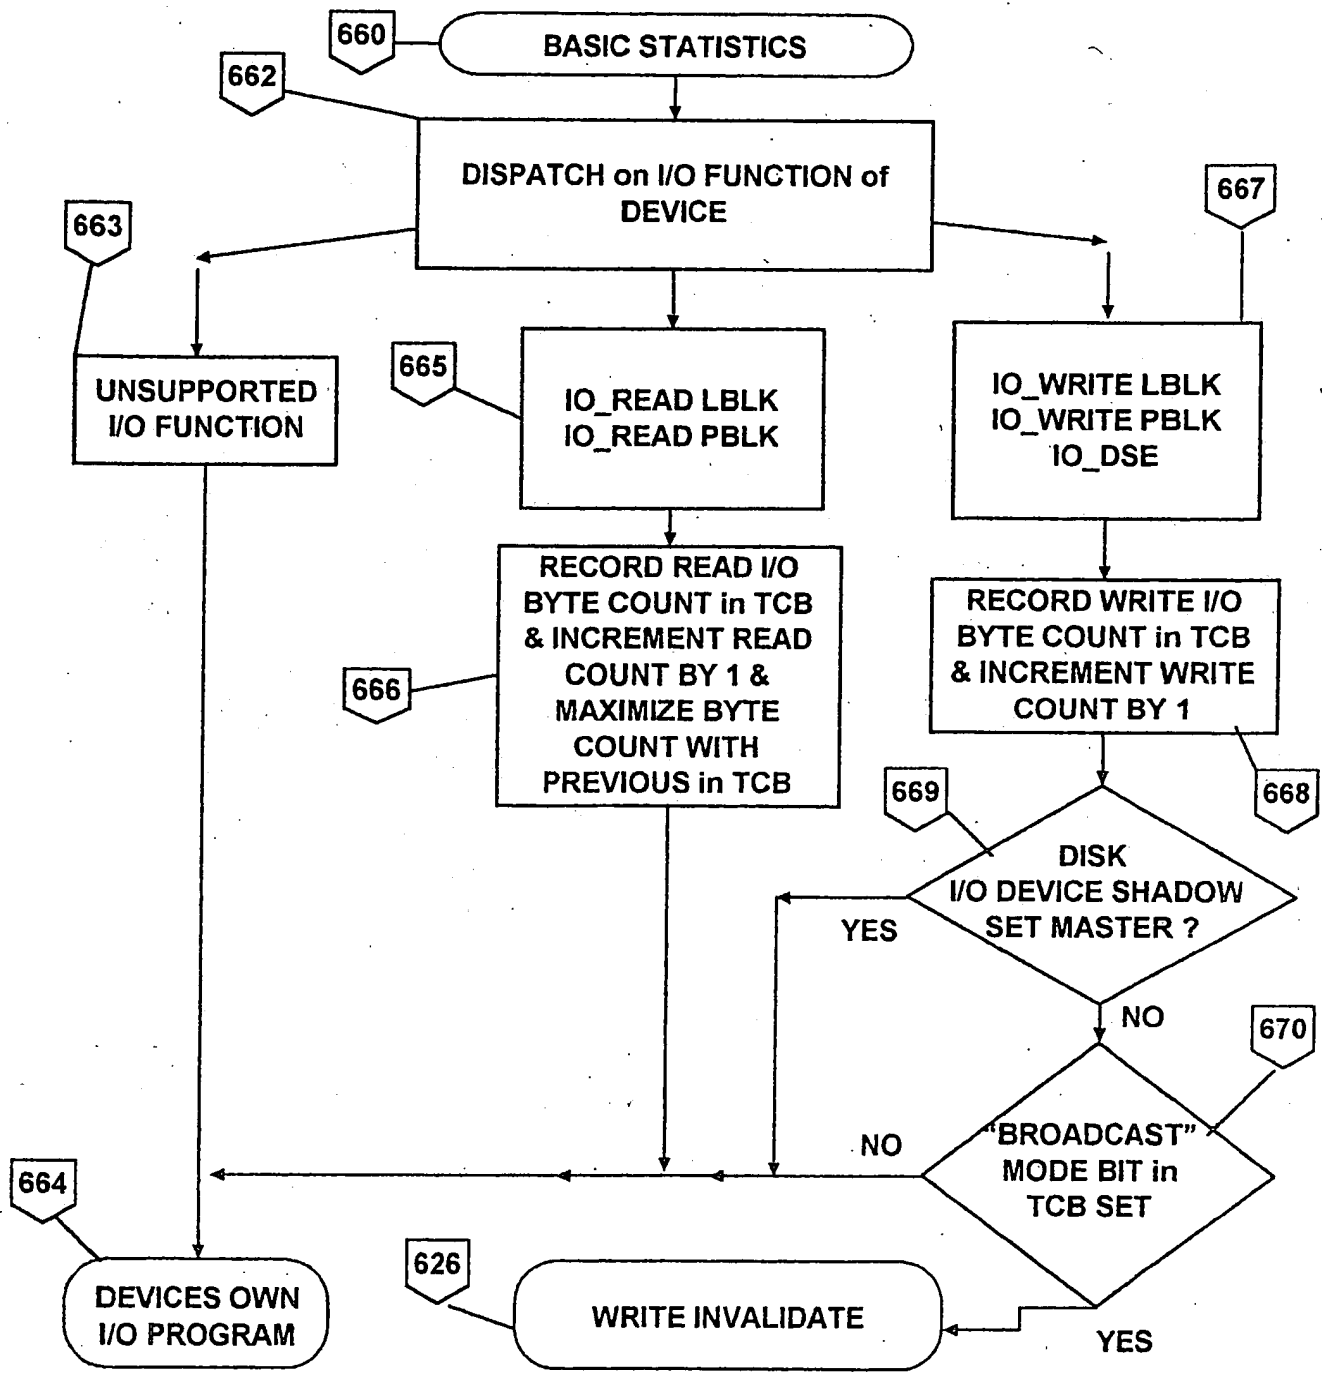 660
BASIC STATISTICS
662
DISPATCH on I/O FUNCTION of
DEVICE
663
667
UNSUPPORTED
I/O FUNCTION
665
IO_READ LBLK
IO_READ PBLK
IO_WRITE LBLK
IO_WRITE PBLK
IO_DSE
666
RECORD READ I/O
BYTE COUNT in TCB
& INCREMENT READ
COUNT BY 1 &
MAXIMIZE BYTE
COUNT WITH
PREVIOUS in TCB
RECORD WRITE I/O
BYTE COUNT in TCB
& INCREMENT WRITE
COUNT BY 1
668
669
DISK
I/O DEVICE SHADOW
SET MASTER ?
YES
NO
670
"BROADCAST"
MODE BIT in
TCB SET
NO
YES
664
DEVICES OWN
I/O PROGRAM
626
WRITE INVALIDATE